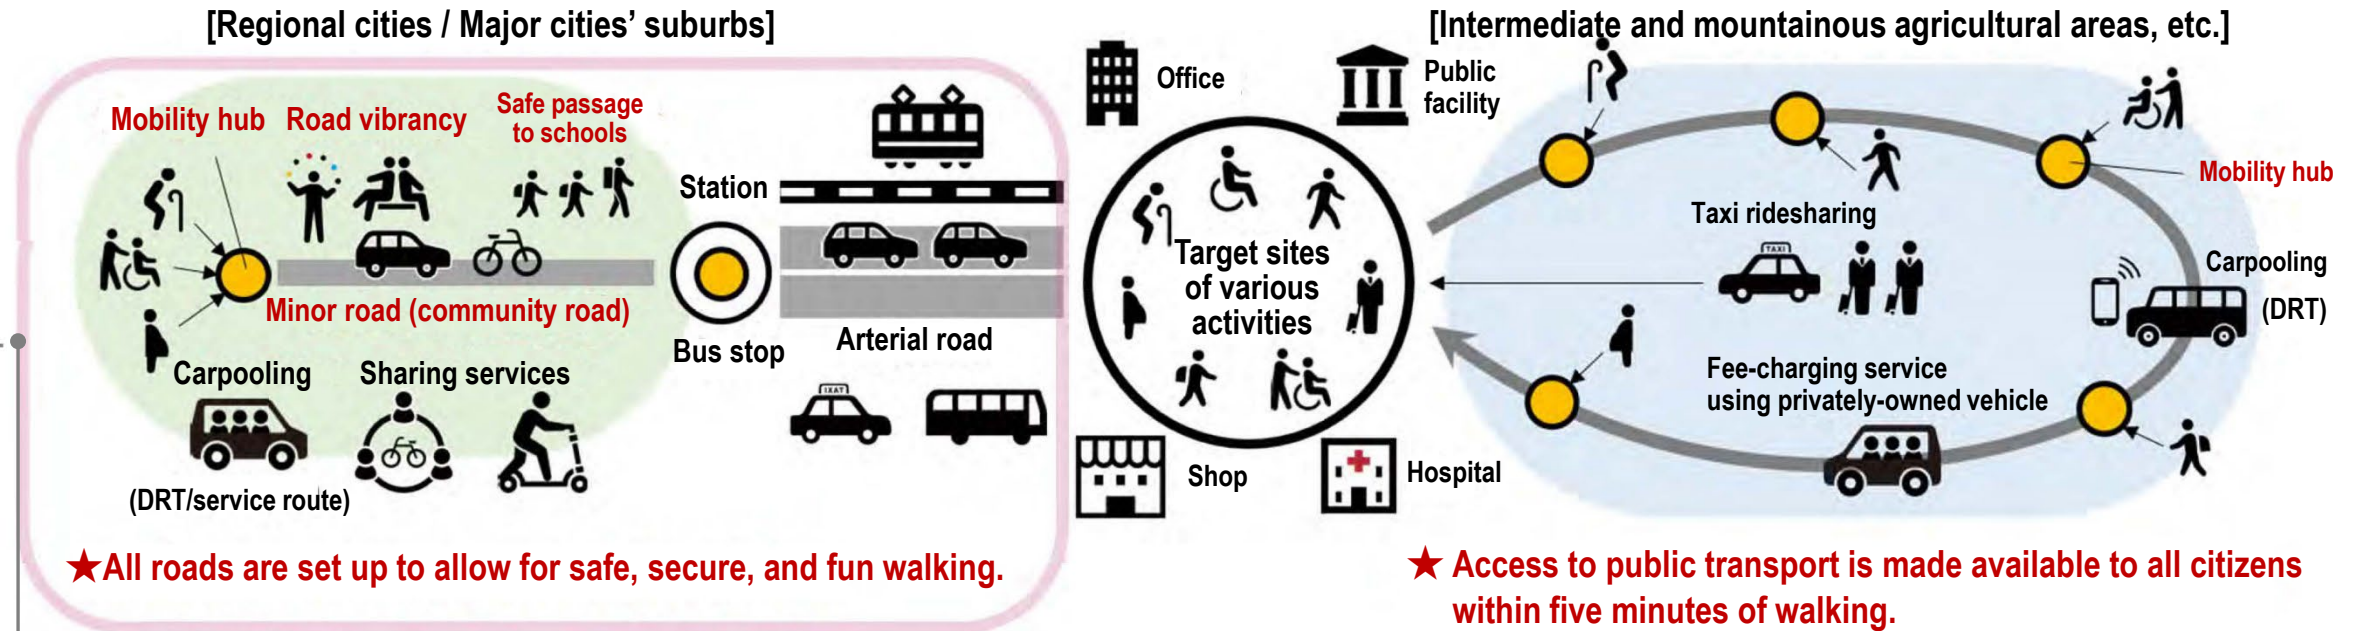 [Regional cities / Major cities’ suburbs]
Mobility hub
Road vibrancy
Safe passage
to schools
Station
Minor road (community road)
Bus stop
Arterial road
Carpooling
Sharing services
(DRT/service route)
TAXI
★All roads are set up to allow for safe, secure, and fun walking.
Office
Public
facility
Target sites
of various
activities
Shop
Hospital
[Intermediate and mountainous agricultural areas, etc.]
Mobility hub
Taxi ridesharing
TAXI
Carpooling
(DRT)
Fee-charging service
using privately-owned vehicle
★ Access to public transport is made available to all citizens
within five minutes of walking.